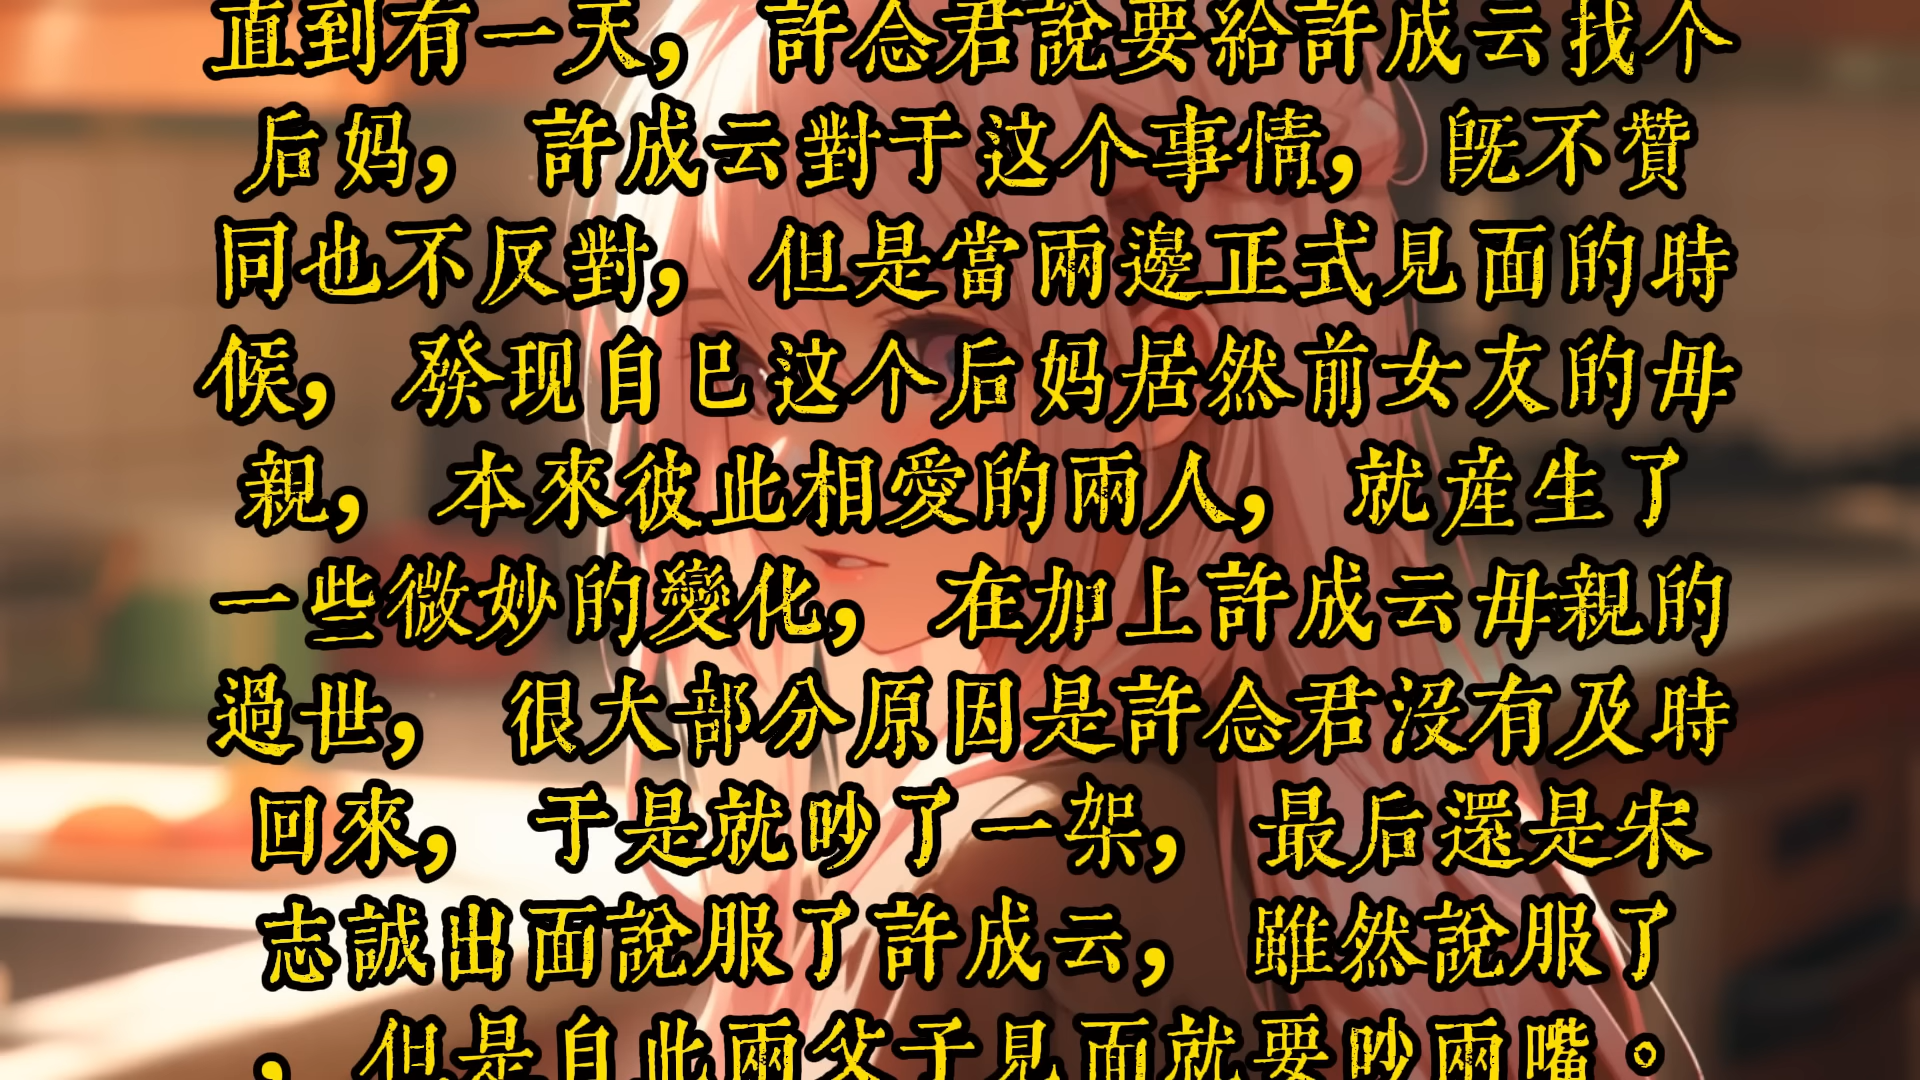 直到有一天，許念君說要給許成云找个
后妈，許成云對于这个事情，既不贊
同也不反對，但是當兩邊正式見面的時
候，發现自已这个后妈居然前女友的毋
親，本來彼此相愛的兩人，就産生了
一些微妙的變化，在加上許成云毋親的
過世，很大部分原因是許念君沒有及時
回來，于是就吵了一架，最后還是宋
志誠出面說服了許成云，雖然說服了
，但是自此兩父子見面就要吵兩嘴。